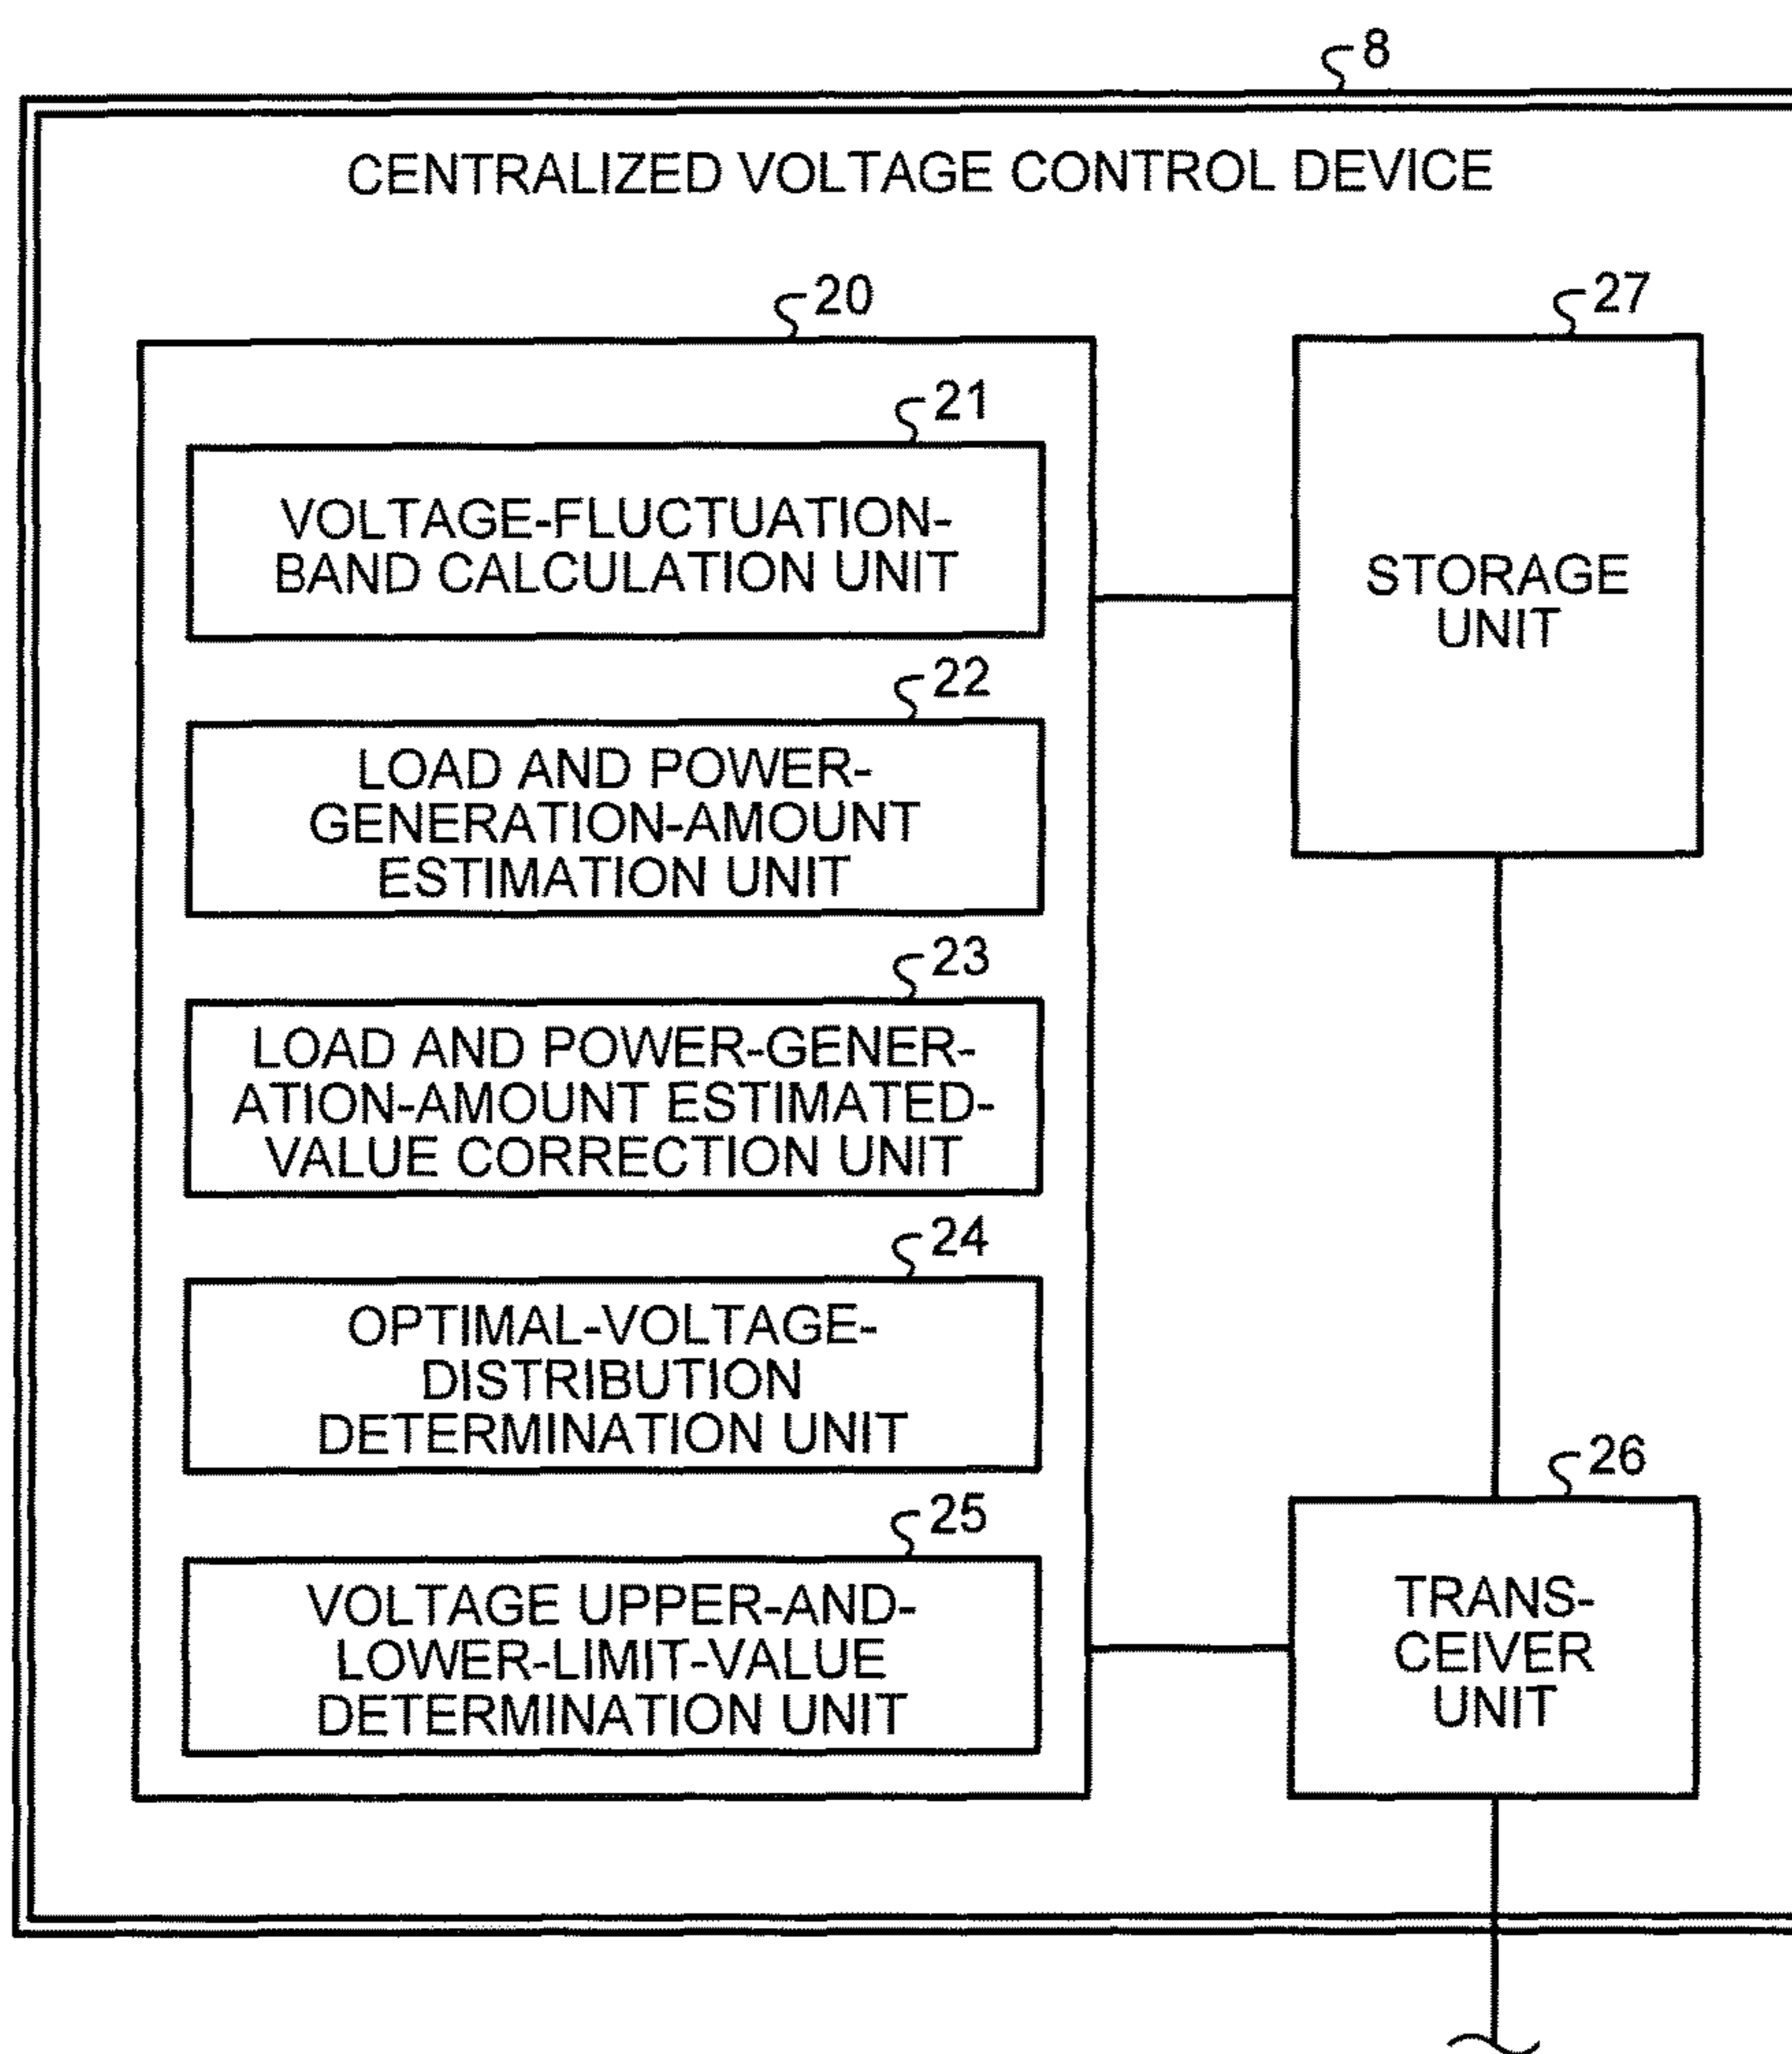 8
CENTRALIZED VOLTAGE CONTROL DEVICE
20
27
21
VOLTAGE-FLUCTUATION-
BAND CALCULATION UNIT
STORAGE
UNIT
22
LOAD AND POWER-
GENERATION-AMOUNT
ESTIMATION UNIT
23
LOAD AND POWER-GENER-
ATION-AMOUNT ESTIMATED-
VALUE CORRECTION UNIT
24
OPTIMAL-VOLTAGE-
DISTRIBUTION
DETERMINATION UNIT
26
25
VOLTAGE UPPER-AND-
LOWER-LIMIT-VALUE
DETERMINATION UNIT
TRANS-
CEIVER
UNIT